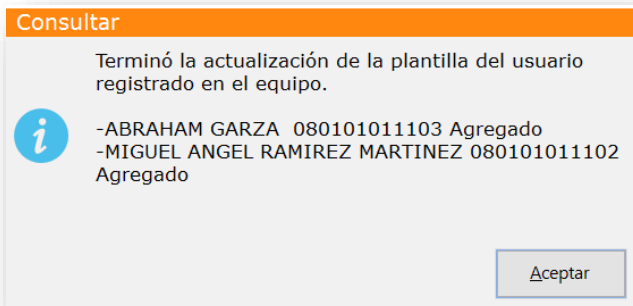 Consultar
Terminó la actualización de la plantilla del usuario
registrado en el equipo.
-ABRAHAM GARZA  080101011103 Agregado
-MIGUEL ANGEL RAMIREZ MARTINEZ 080101011102
Agregado
Aceptar